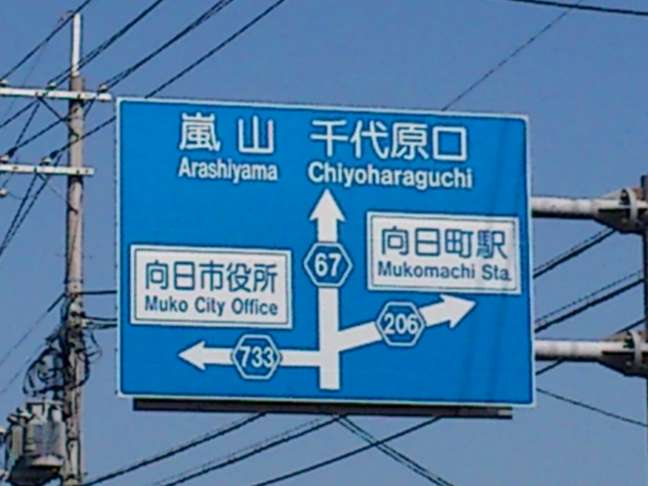 嵐山 千代原口
Arashiyama Chiyoharaguchi
向日町駅
Mukomachi Sta.
67
向日市役所
Muko City Office
206
733